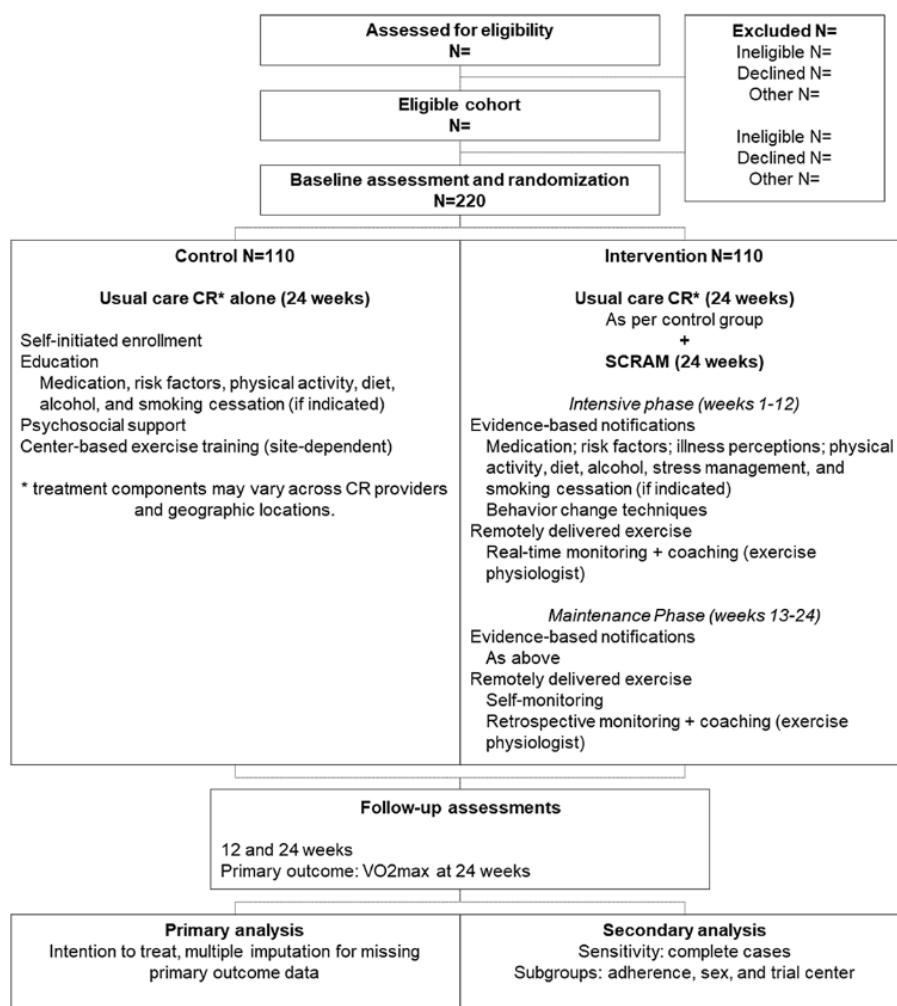 Assessed for eligibility
N=
Excluded N=
Ineligible N=
Declined N=
Other N=
Ineligible N=
Declined N=
Other N=
Eligible cohort
N=
Baseline assessment and randomization
N=220
Control N=110
Usual care CR* alone (24 weeks)
Self-initiated enrollment
Education
Medication, risk factors, physical activity, diet,
alcohol, and smoking cessation (if indicated)
Psychosocial support
Center-based exercise training (site-dependent)
* treatment components may vary across CR providers
and geographic locations.
Intervention N=110
Usual care CR* (24 weeks)
As per control group
+
SCRAM (24 weeks)
Intensive phase (weeks 1-12)
Evidence-based notifications
Medication; risk factors; illness perceptions; physical
activity, diet, alcohol, stress management, and
smoking cessation (if indicated)
Behavior change techniques
Remotely delivered exercise
Real-time monitoring + coaching (exercise
physiologist)
Maintenance Phase (weeks 13-24)
Evidence-based notifications
As above
Remotely delivered exercise
Self-monitoring
Retrospective monitoring + coaching (exercise
physiologist)
Follow-up assessments
12 and 24 weeks
Primary outcome: VO2max at 24 weeks
Primary analysis
Intention to treat, multiple imputation for missing
primary outcome data
Secondary analysis
Sensitivity: complete cases
Subgroups: adherence, sex, and trial center